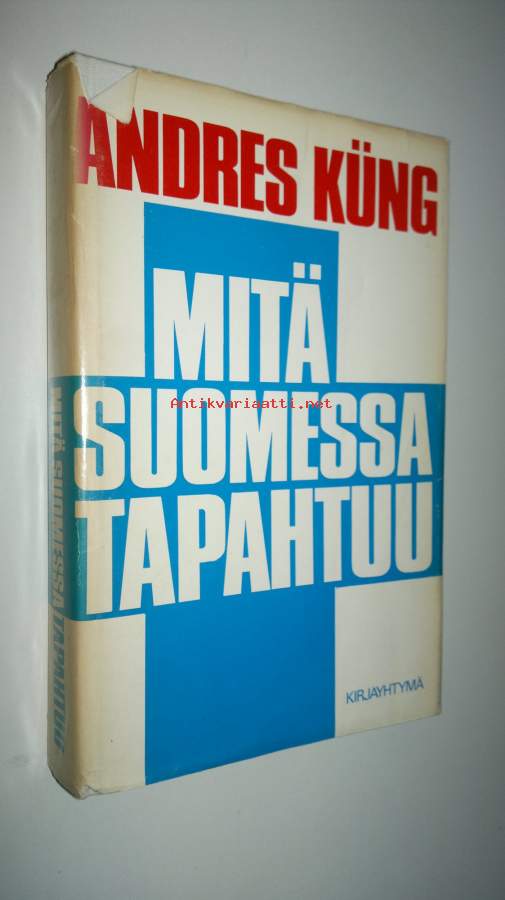 ANDRES KÜNG
MITÄ
SUOMESSA
TAPAHTUU
KIRJAYHTYMÄ
MITÄ SUOMESSA TAPAHTUU
Antikvariaatti.net